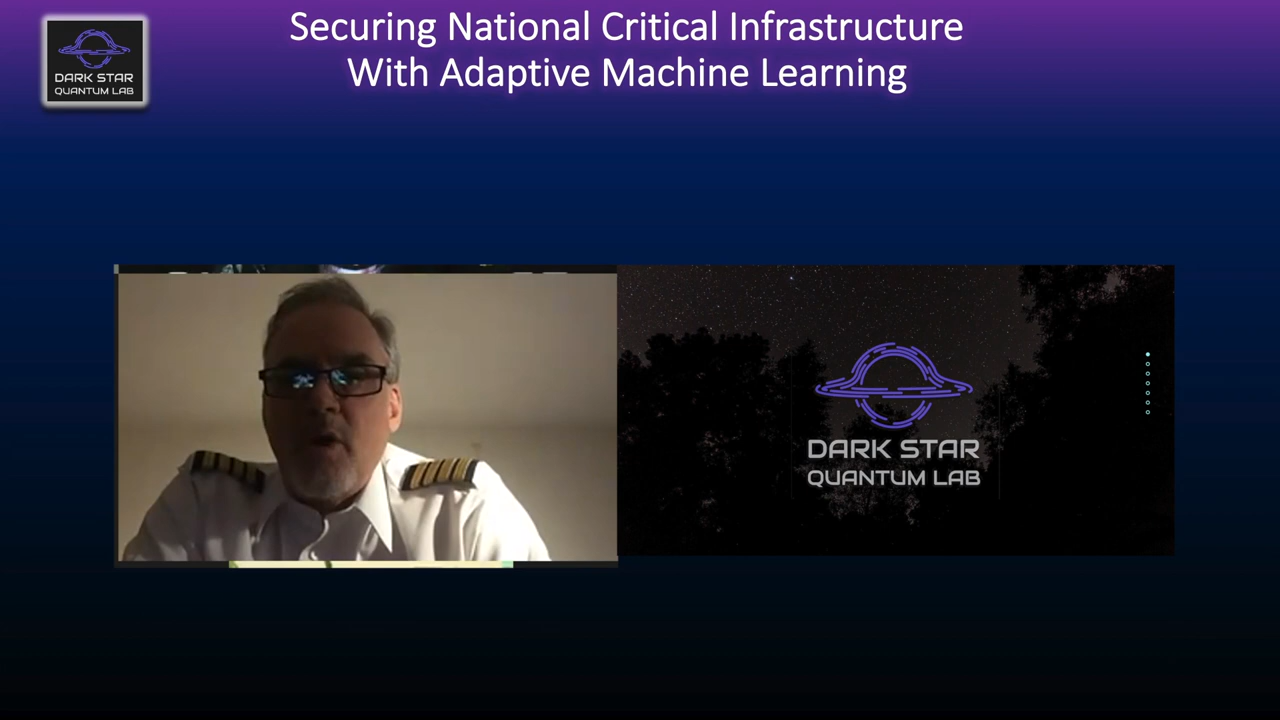 Securing National Critical Infrastructure
With Adaptive Machine Learning
DARK STAR
QUANTUM LAB
DARK STAR
QUANTUM LAB